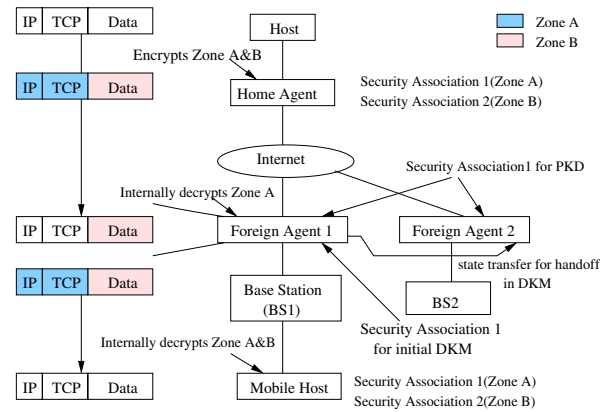 IP TCP Data
Host
Zone A
Zone B
Encrypts Zone A&B
IP TCP Data
Home Agent
Security Association 1(Zone A)
Security Association 2(Zone B)
Internet
Security Association1 for PKD
Internally decrypts Zone A
IP TCP Data
Foreign Agent 1
Foreign Agent 2
state transfer for handoff
in DKM
IP TCP Data
Base Station
(BS1)
BS2
Security Association 1
for initial DKM
Internally decrypts Zone A&B
IP TCP Data
Mobile Host
Security Association 1(Zone A)
Security Association 2(Zone B)